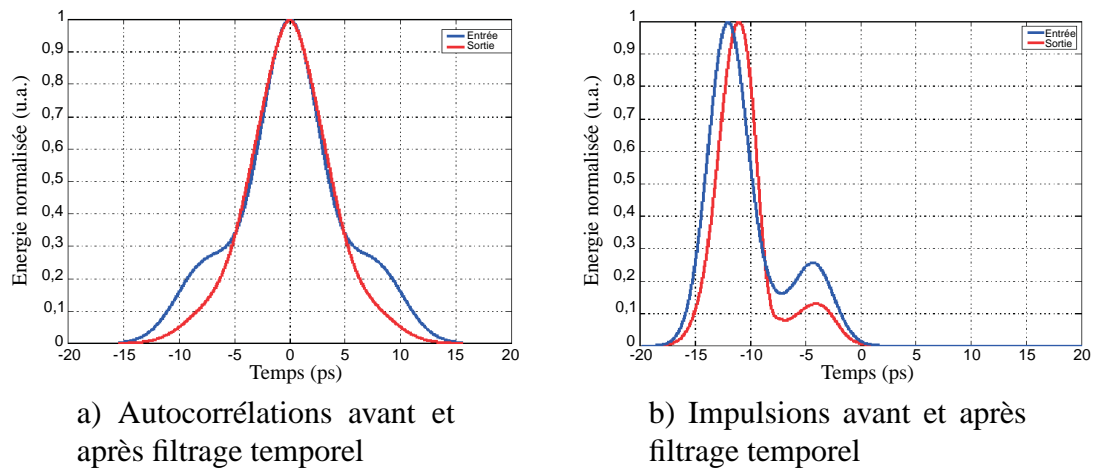 1
0,9
0,8
0,7
0,6
0,5
0,4
0,3
0,2
0,1
0
-20 -15 -10 -5 0 5 10 15 20
Energie normalisée (u.a.)
Temps (ps)
Entrée
Sortie
a) Autocorrélations avant et
après filtrage temporel
1
0,9
0,8
0,7
0,6
0,5
0,4
0,3
0,2
0,1
0
-20 -15 -10 -5 0 5 10 15 20
Energie normalisée (u.a.)
Temps (ps)
Entrée
Sortie
b) Impulsions avant et après
filtrage temporel